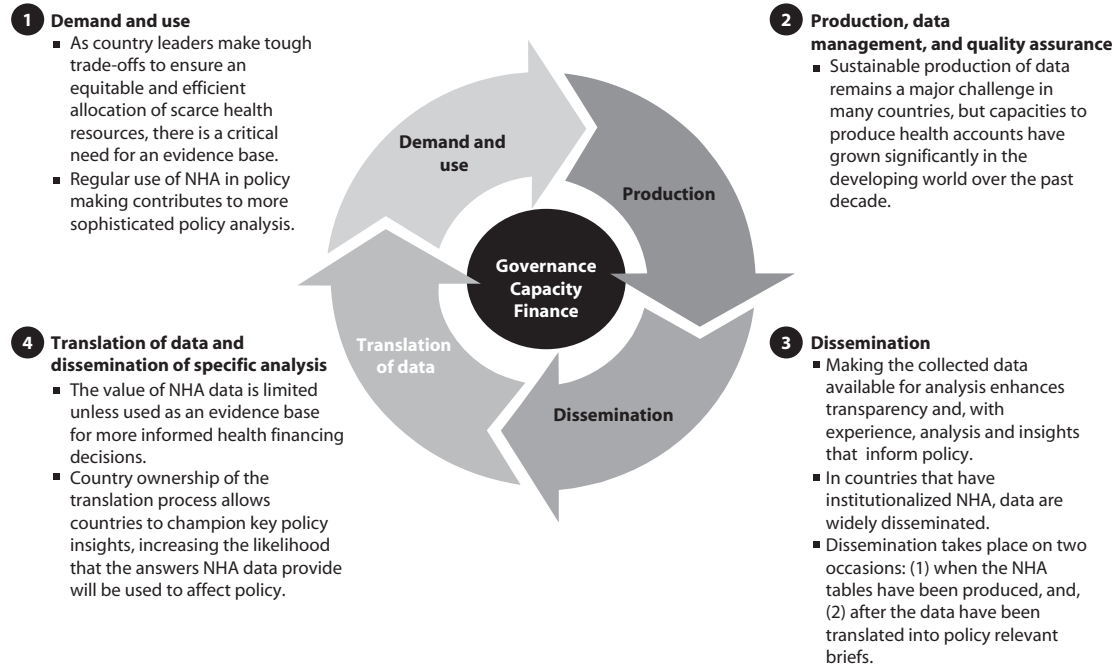 1 Demand and use
■ As country leaders make tough
trade-offs to ensure an
equitable and efficient
allocation of scarce health
resources, there is a critical
need for an evidence base.
■ Regular use of NHA in policy
making contributes to more
sophisticated policy analysis.
2 Production, data
management, and quality assurance
■ Sustainable production of data
remains a major challenge in
many countries, but capacities to
produce health accounts have
grown significantly in the
developing world over the past
decade.
Demand and
use
Production
Governance
Capacity
Finance
Translation
of data
Dissemination
4 Translation of data and
dissemination of specific analysis
■ The value of NHA data is limited
unless used as an evidence base
for more informed health financing
decisions.
■ Country ownership of the
translation process allows
countries to champion key policy
insights, increasing the likelihood
that the answers NHA data provide
will be used to affect policy.
3 Dissemination
■ Making the collected data
available for analysis enhances
transparency and, with
experience, analysis and insights
that inform policy.
■ In countries that have
institutionalized NHA, data are
widely disseminated.
■ Dissemination takes place on two
occasions: (1) when the NHA
tables have been produced, and,
(2) after the data have been
translated into policy relevant
briefs.